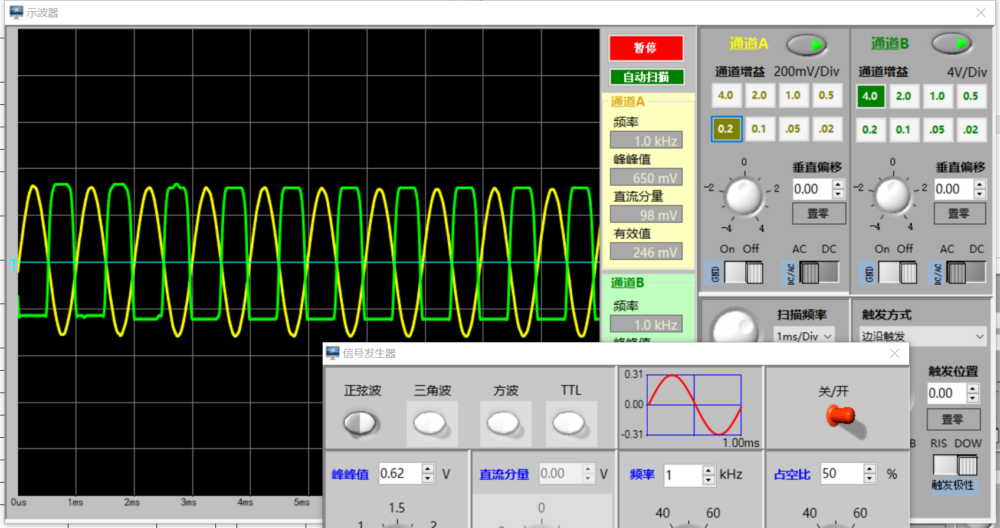 示波器
暂停
自动扫描
通道A
频率
1.0 kHz
峰峰值
650 mV
直流分量
98 mV
有效值
246 mV
通道B
频率
1.0 kHz
峰峰值
T
0us 1ms 2ms 3ms 4ms 5ms
通道A
通道增益 200mV/Div
4.0 2.0 1.0 0.5
0.2 0.1 .05 .02
0
-2 2
-4 4
垂直偏移
0.00
置零
On Off AC DC
GND DC/AC
通道B
通道增益 4V/Div
4.0 2.0 1.0 0.5
0.2 0.1 .05 .02
0
-2 2
-4 4
垂直偏移
0.00
置零
On Off AC DC
GND DC/AC
扫描频率
1ms/Div
触发方式
边沿触发
触发位置
0.00
置零
B RIS DOW
触发极性
信号发生器
正弦波 三角波 方波 TTL
0.31
0.00
-0.31
1.00ms
关/开
峰峰值 0.62 V
直流分量 0.00 V
频率 1 kHz
占空比 50 %
1.5
1 2
0
40 60
40 60